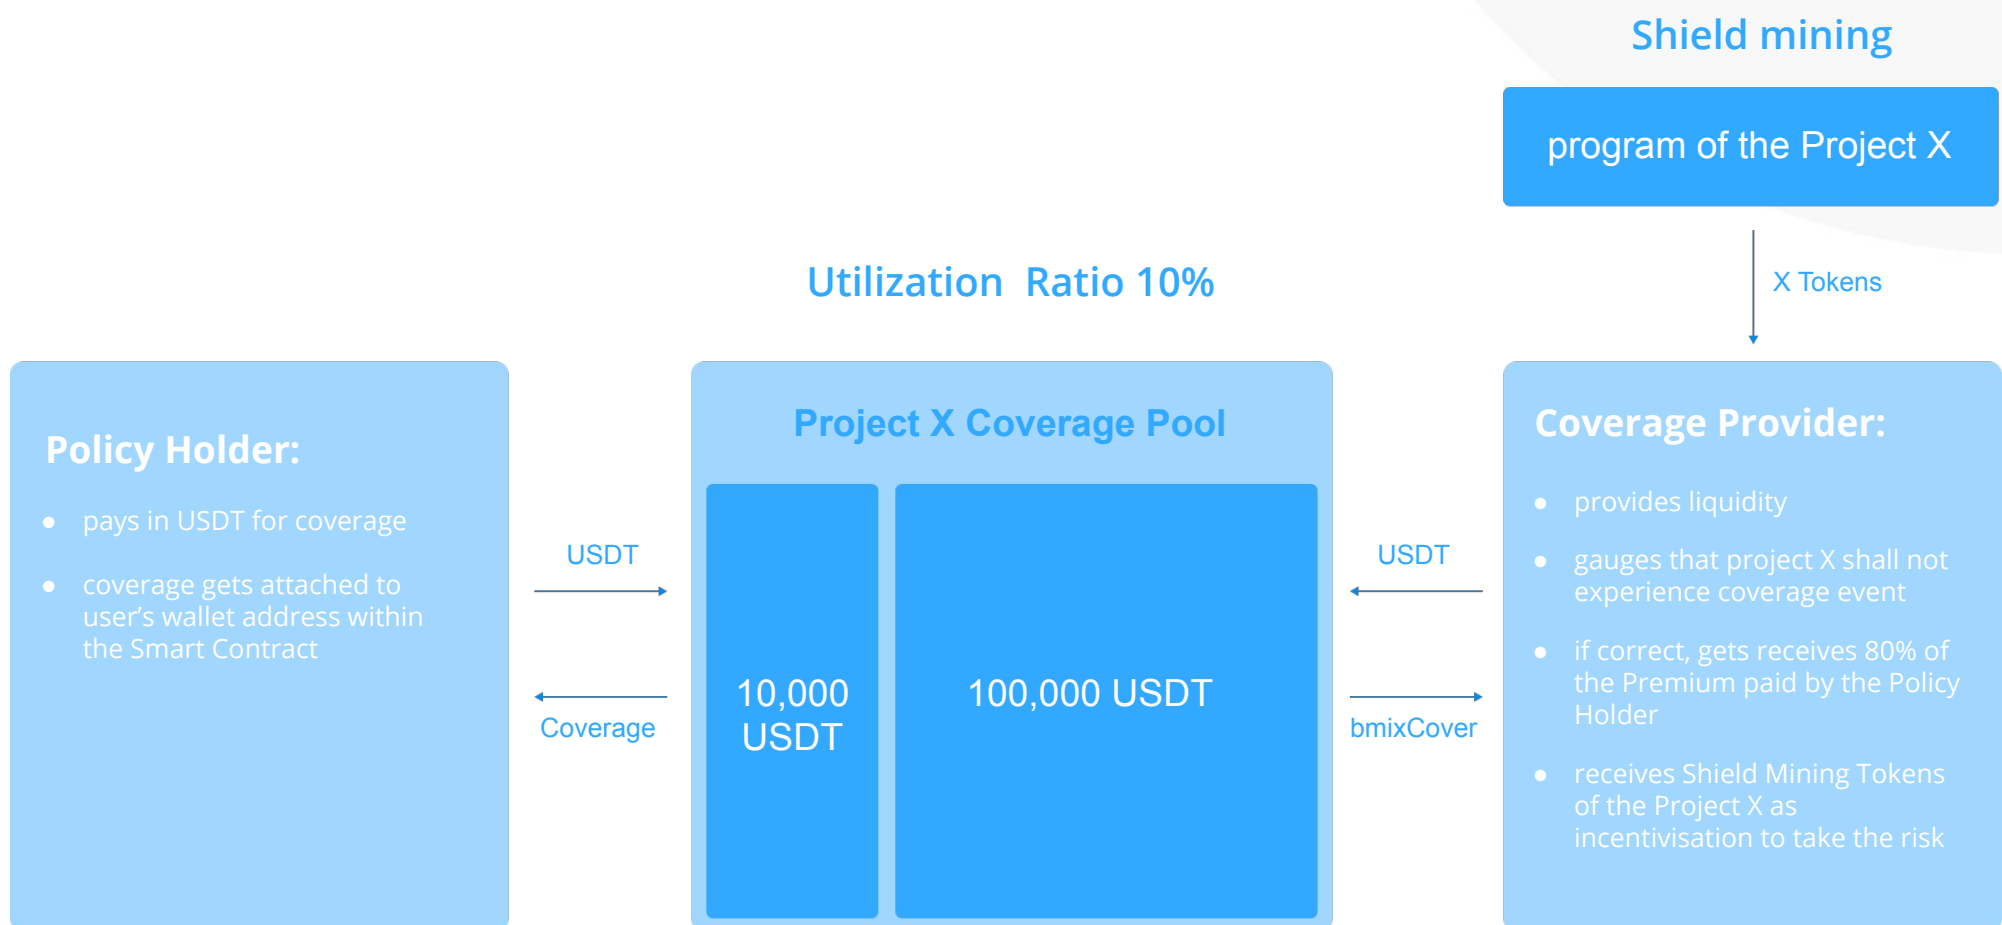 Shield mining
program of the Project X
X Tokens
Utilization Ratio 10%
Policy Holder:
● pays in USDT for coverage
● coverage gets attached to
user’s wallet address within
the Smart Contract
USDT
Coverage
Project X Coverage Pool
10,000
USDT
100,000 USDT
USDT
bmixCover
Coverage Provider:
● provides liquidity
● gauges that project X shall not
experience coverage event
● if correct, gets receives 80% of
the Premium paid by the Policy
Holder
● receives Shield Mining Tokens
of the Project X as
incentivisation to take the risk